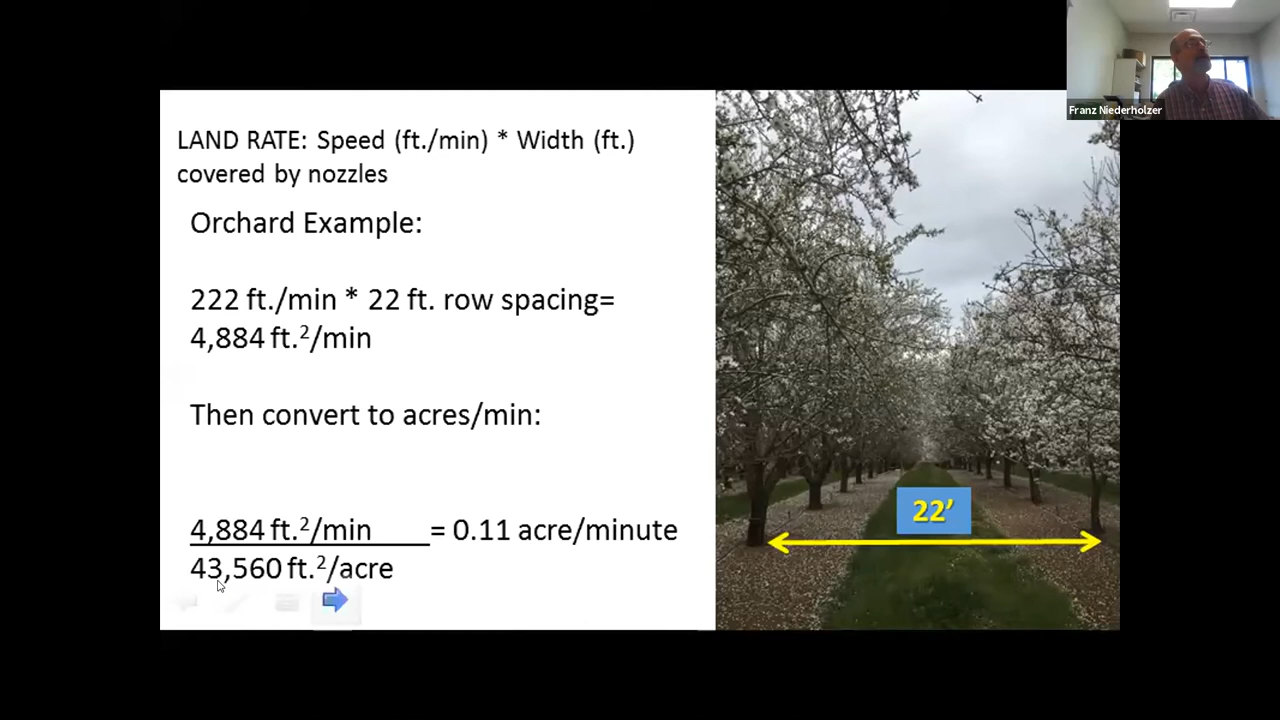 Franz Niederholzer
LAND RATE: Speed (ft./min) * Width (ft.)
covered by nozzles
Orchard Example:
222 ft./min * 22 ft. row spacing=
4,884 ft.²/min
Then convert to acres/min:
4,884 ft.²/min = 0.11 acre/minute
43,560 ft.²/acre
22’